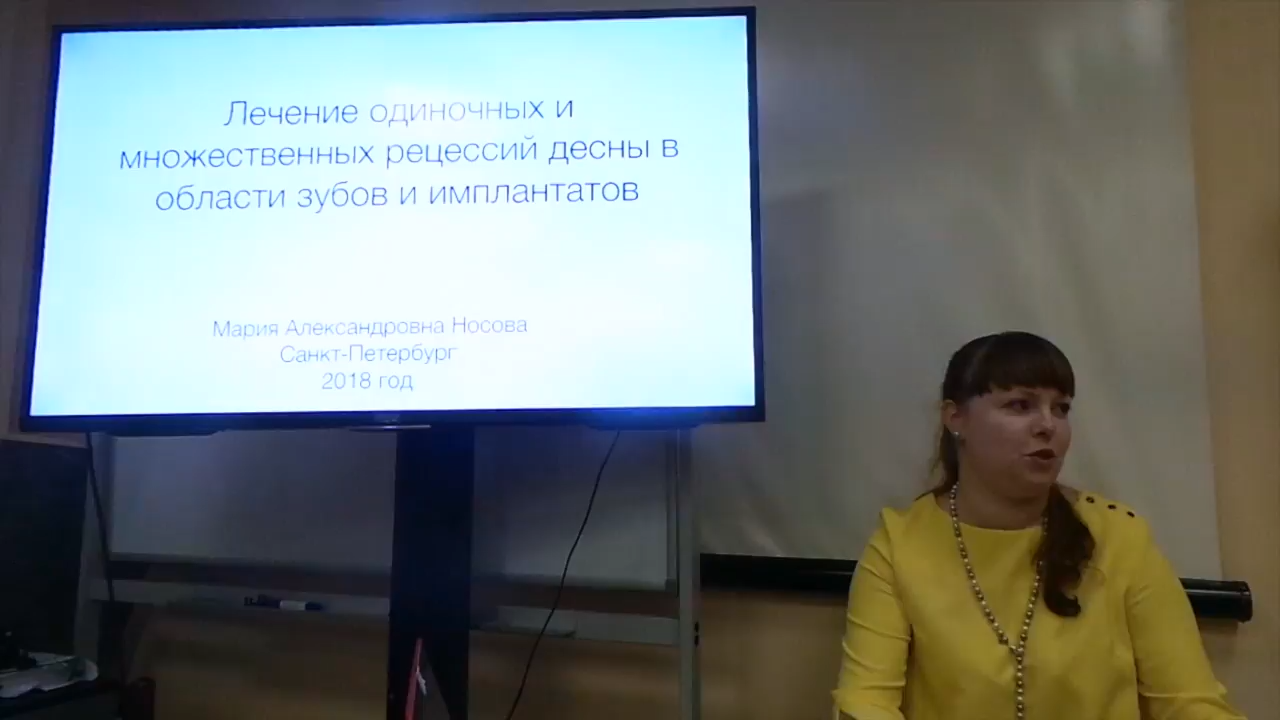 Лечение одиночных и
множественных рецессий десны в
области зубов и имплантатов
Мария Александровна Носова
Санкт-Петербург
2018 год